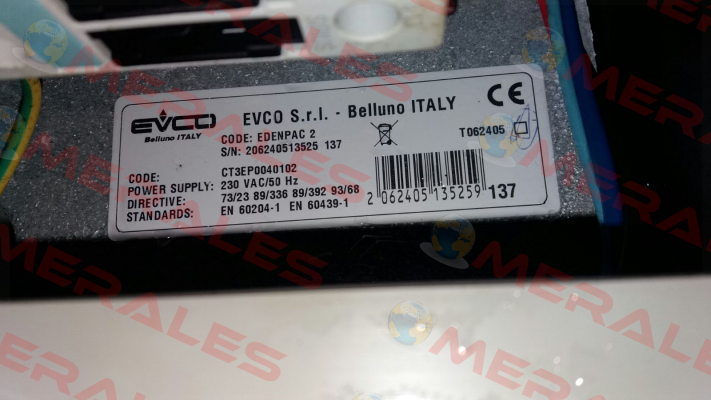 EVCO
Belluno ITALY
EVCO S.r.l. - Belluno ITALY
CODE: EDENPAC 2
S/N: 206240513525 137
CE
T062405
CODE: CT3EP0040102
POWER SUPPLY: 230 VAC/50 Hz
DIRECTIVE: 73/23 89/336 89/392 93/68
STANDARDS: EN 60204-1 EN 60439-1
2 062405 135259 137
MERALES
MERALES
MERALES
MERALES
MERALES